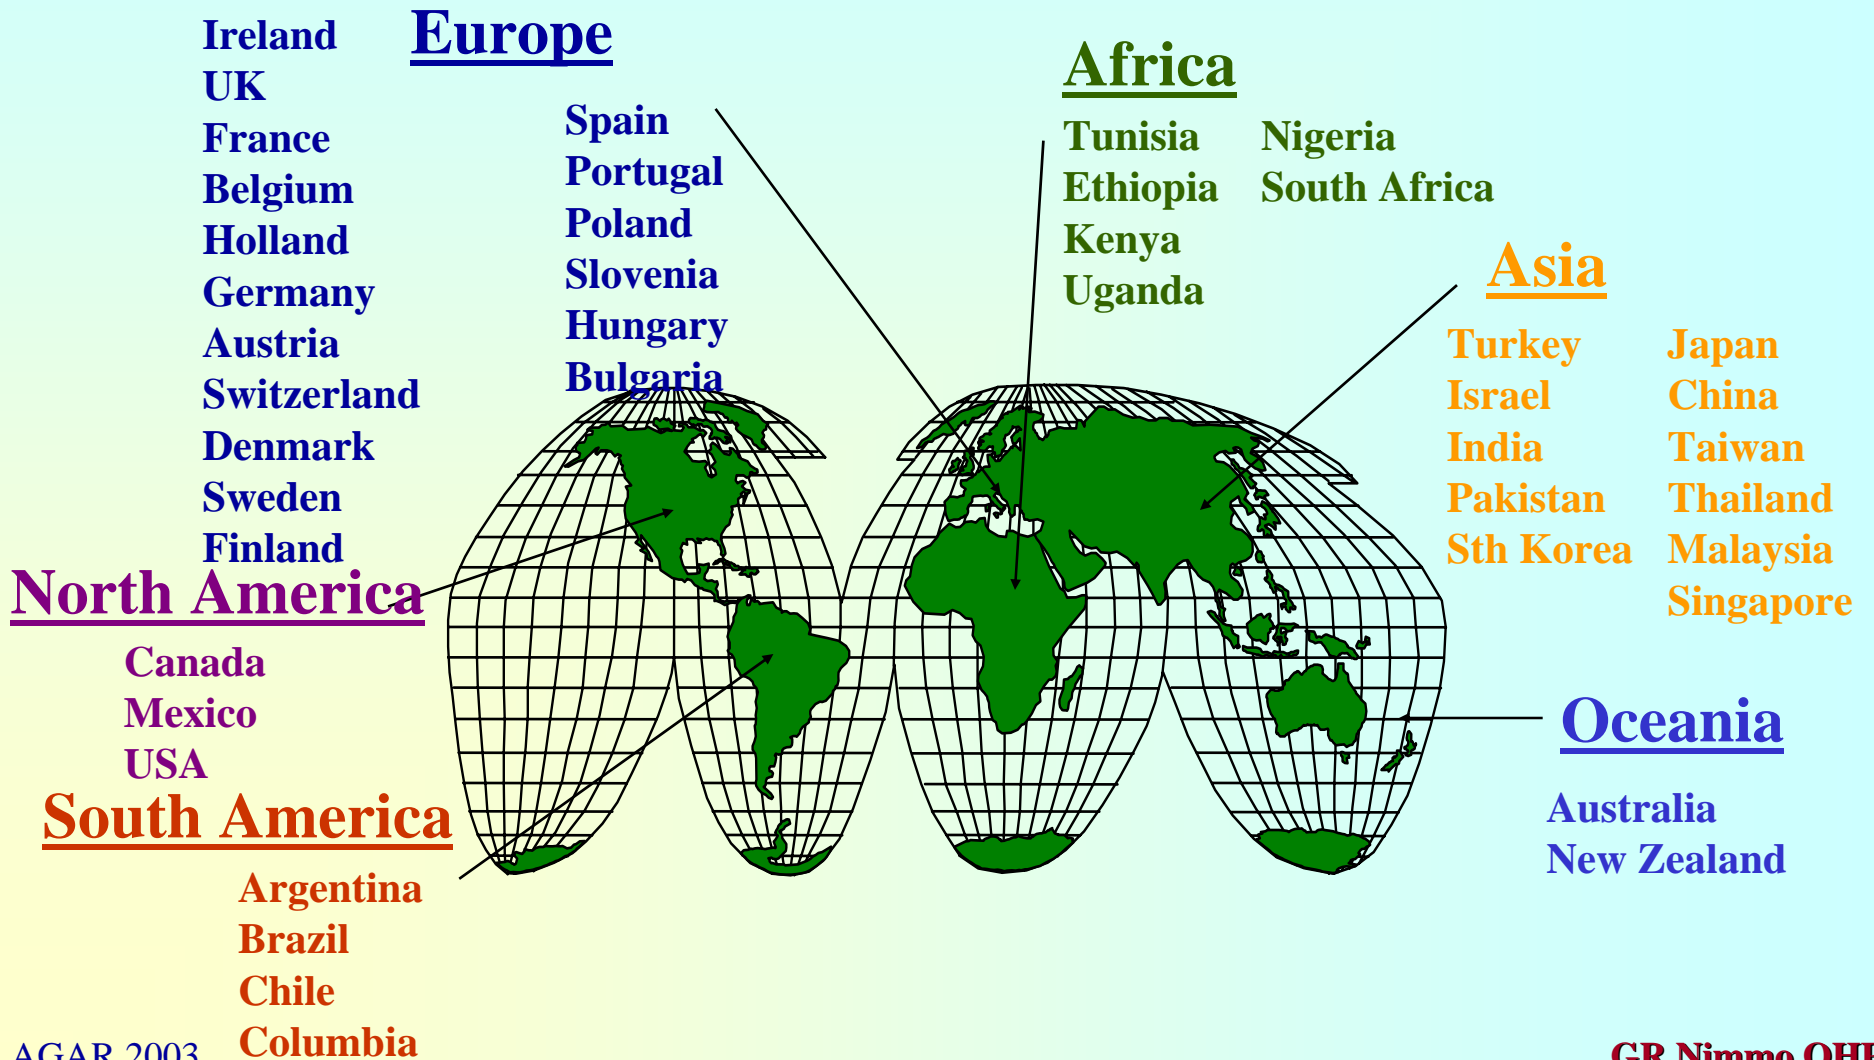 Europe
Ireland
UK
France
Belgium
Holland
Germany
Austria
Switzerland
Denmark
Sweden
Finland
Spain
Portugal
Poland
Slovenia
Hungary
Bulgaria
Africa
Tunisia
Ethiopia
Kenya
Uganda
Nigeria
South Africa
Asia
Turkey
Israel
India
Pakistan
Sth Korea
Japan
China
Taiwan
Thailand
Malaysia
Singapore
North America
Canada
Mexico
USA
South America
Argentina
Brazil
Chile
Columbia
Oceania
Australia
New Zealand
AGAR 2003
GR Nimmo